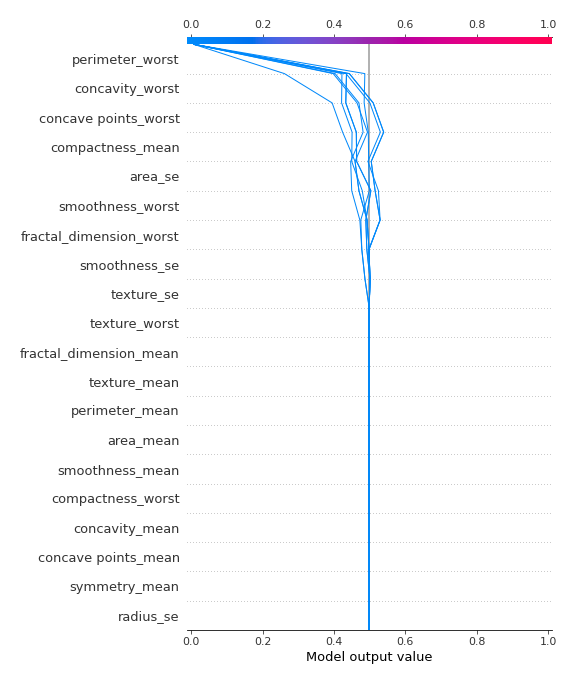 0.0 0.2 0.4 0.6 0.8 1.0
perimeter_worst
concavity_worst
concave points_worst
compactness_mean
area_se
smoothness_worst
fractal_dimension_worst
smoothness_se
texture_se
texture_worst
fractal_dimension_mean
texture_mean
perimeter_mean
area_mean
smoothness_mean
compactness_worst
concavity_mean
concave points_mean
symmetry_mean
radius_se
0.0 0.2 0.4 0.6 0.8 1.0
Model output value